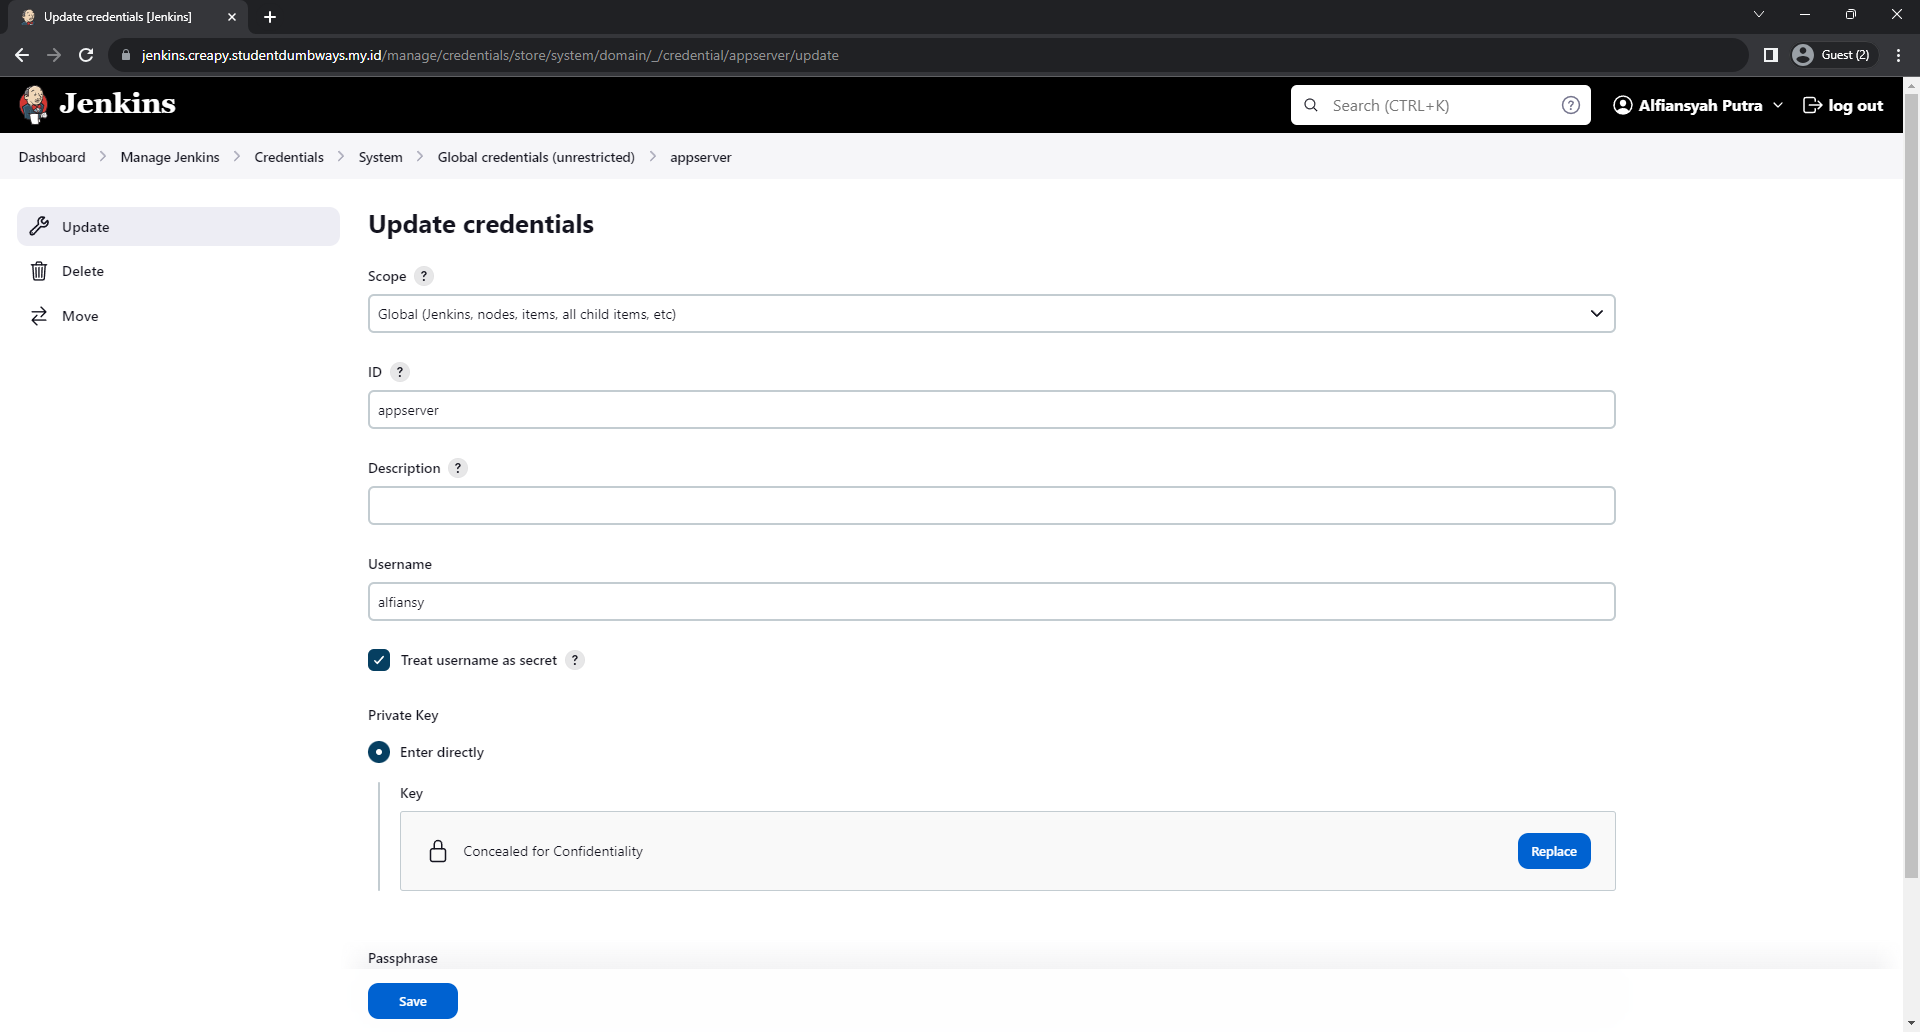 Update credentials [Jenkins]
jenkins.creapy.studentdumbways.my.id/manage/credentials/store/system/domain/_/credential/appserver/update
Guest (2)
Jenkins
Search (CTRL+K)
?
Alfiansyah Putra
log out
Dashboard
Manage Jenkins
Credentials
System
Global credentials (unrestricted)
appserver
Update
Delete
Move
Update credentials
Scope ?
Global (Jenkins, nodes, items, all child items, etc)
ID ?
appserver
Description ?
Username
alfiansy
Treat username as secret ?
Private Key
Enter directly
Key
Concealed for Confidentiality
Replace
Passphrase
Save